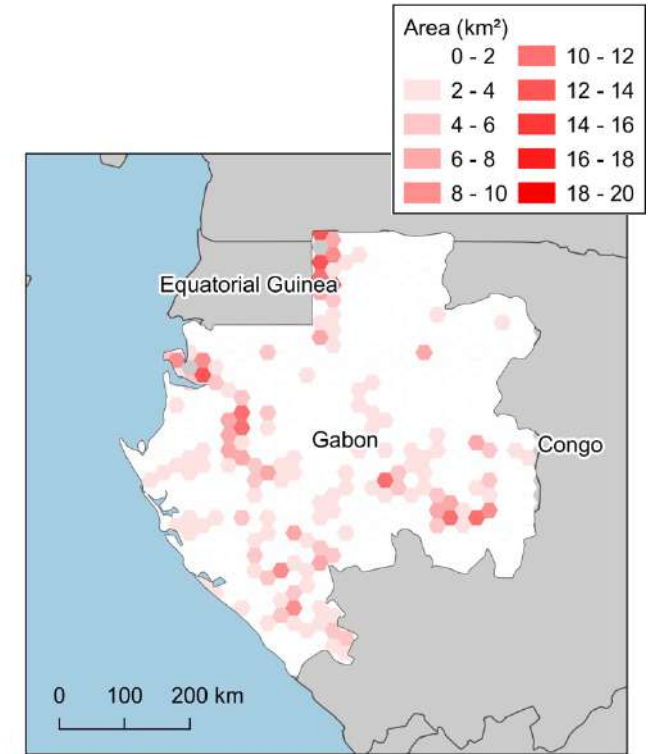 Area (km²)
0 - 2
2 - 4
4 - 6
6 - 8
8 - 10
10 - 12
12 - 14
14 - 16
16 - 18
18 - 20
Equatorial Guinea
Gabon
Congo
0 100 200 km